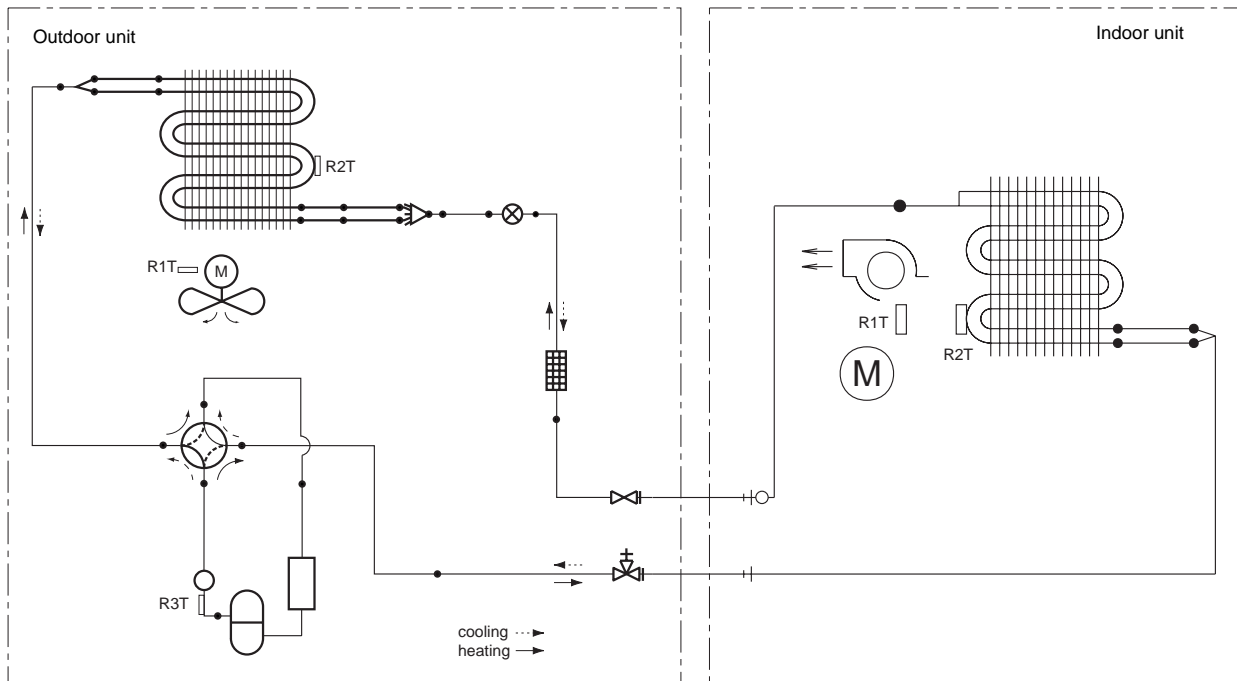 Outdoor unit
Indoor unit
R2T
R1T
M
R1T
R2T
M
R3T
cooling
heating